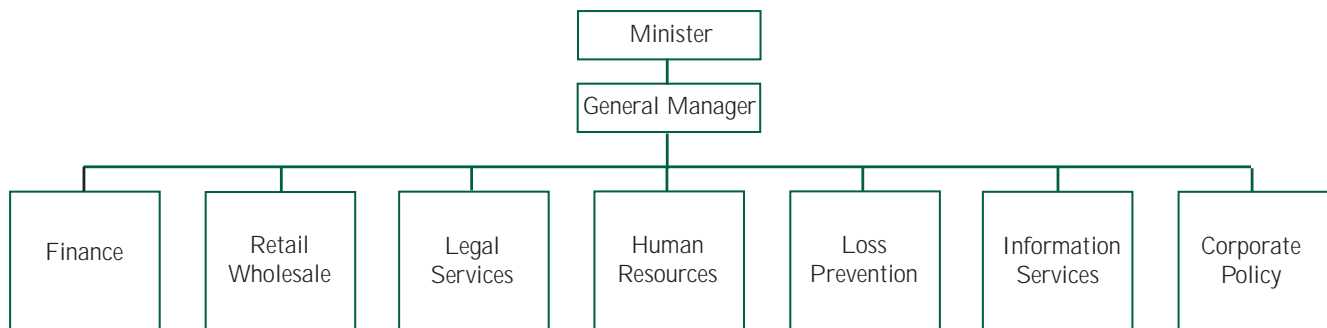 Minister
General Manager
Finance
Retail
Wholesale
Legal
Services
Human
Resources
Loss
Prevention
Information
Services
Corporate
Policy